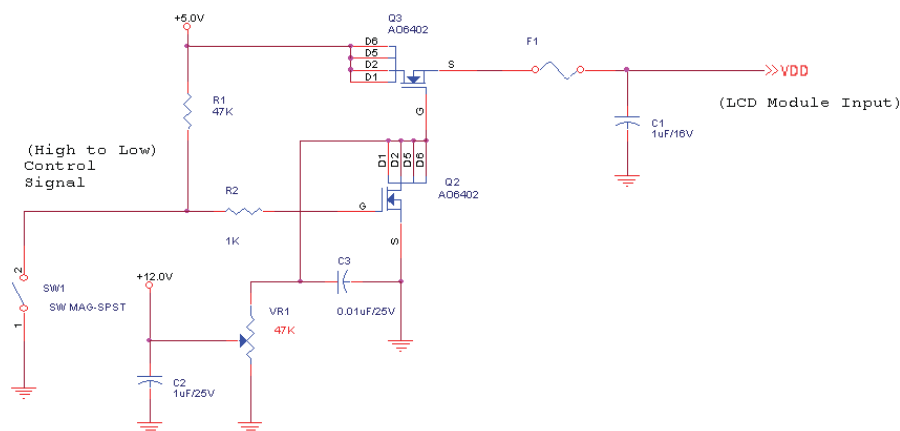 Q3
AO6402
+5.0V
D6
D5
D2
D1
S
F1
VDD
(LCD Module Input)
R1
47K
G
C1
1uF/16V
(High to Low)
Control
Signal
D1
D2
D5
D6
R2
1K
G
Q2
AO6402
S
2
SW1
SW MAG-SPST
1
+12.0V
C3
0.01uF/25V
VR1
47K
C2
1uF/25V